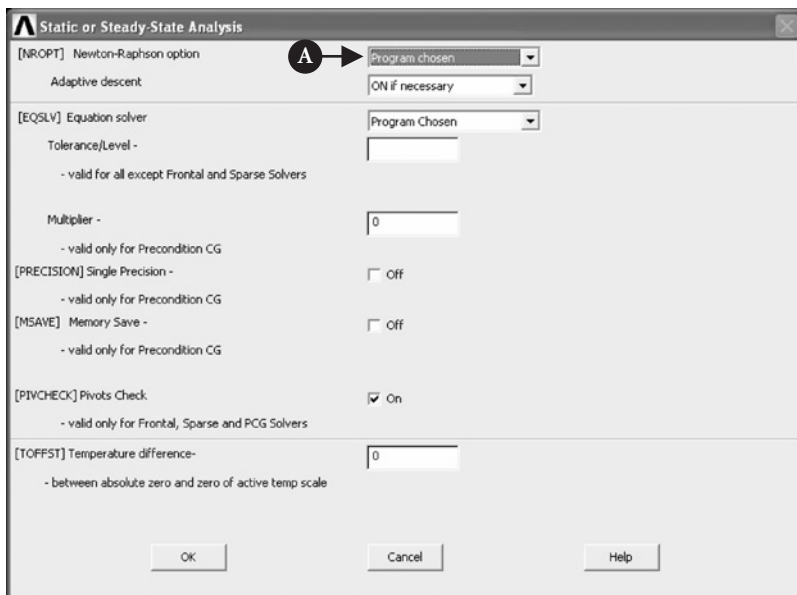 Static or Steady-State Analysis
[NROPT] Newton-Raphson option
A
Program chosen
Adaptive descent
ON if necessary
[EQSLV] Equation solver
Program Chosen
Tolerance/Level -
- valid for all except Frontal and Sparse Solvers
Multiplier -
0
- valid only for Precondition CG
[PRECISION] Single Precision -
Off
- valid only for Precondition CG
[MSAVE] Memory Save -
Off
- valid only for Precondition CG
[PIVCHECK] Pivots Check
On
- valid only for Frontal, Sparse and PCG Solvers
[TOFFST] Temperature difference-
0
- between absolute zero and zero of active temp scale
OK
Cancel
Help